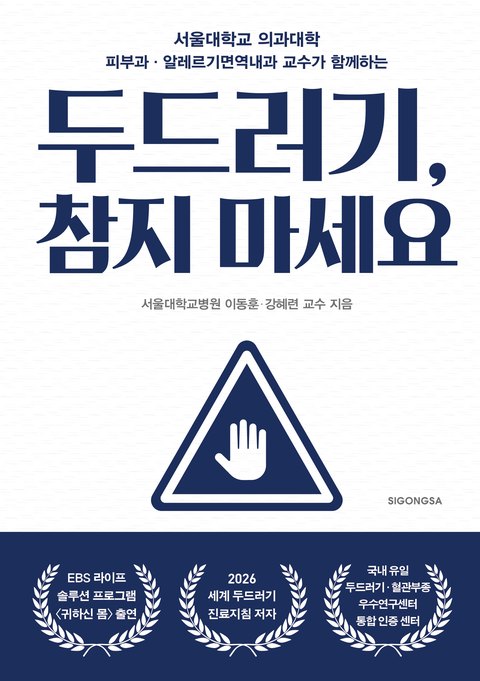 서울대학교 의과대학
피부과 · 알레르기면역내과 교수가 함께하는
두드러기,
참지 마세요
서울대학교병원 이동훈·강혜련 교수 지음
SIGONGSA
EBS 라이프
솔루션 프로그램
〈귀하신 몸〉 출연
2026
세계 두드러기
진료지침 저자
국내 유일
두드러기·혈관부종
우수연구센터
통합 인증 센터